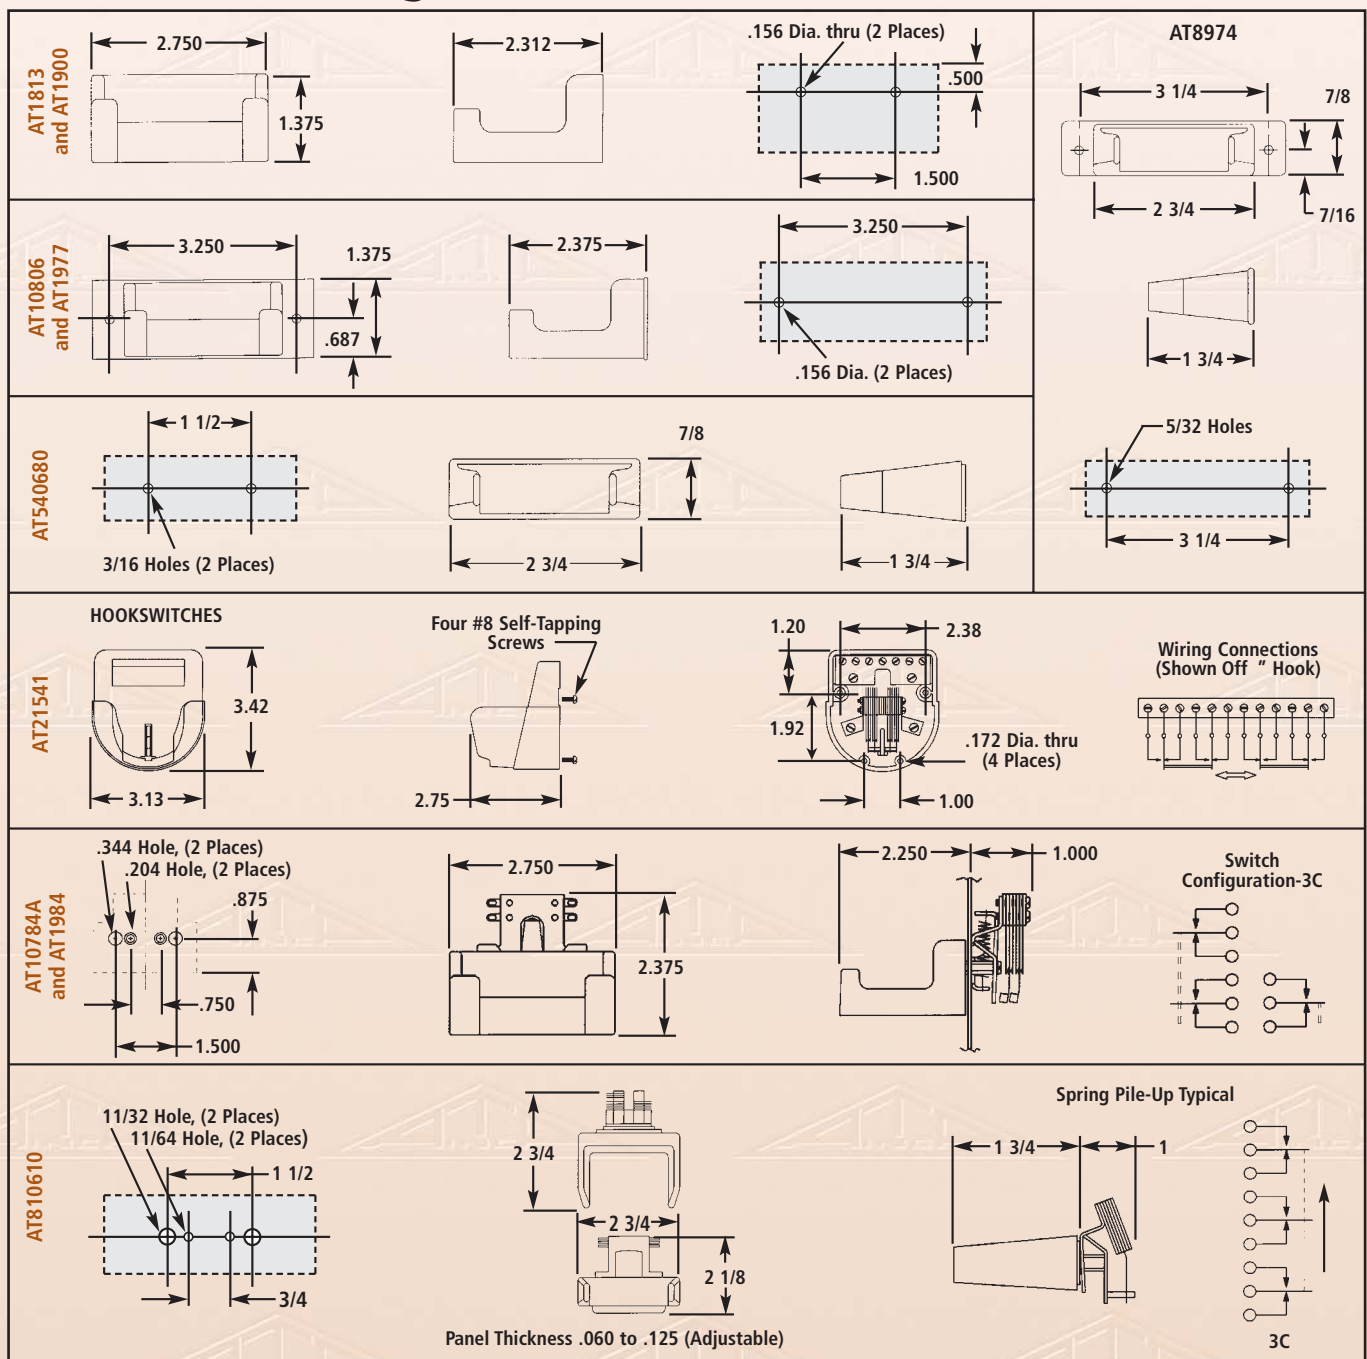 AT1813
and AT1900
2.750
1.375
2.312
.156 Dia. thru (2 Places)
.500
1.500
AT8974
3 1/4
7/8
2 3/4
7/16
1 3/4
5/32 Holes
3 1/4
AT10806
and AT1977
3.250
1.375
.687
2.375
3.250
.156 Dia. (2 Places)
AT540680
1 1/2
3/16 Holes (2 Places)
7/8
2 3/4
1 3/4
HOOKSWITCHES
AT21541
3.42
3.13
Four #8 Self-Tapping
Screws
2.75
1.20
2.38
1.92
.172 Dia. thru
(4 Places)
1.00
Wiring Connections
(Shown Off " Hook)
AT10784A
and AT1984
.344 Hole, (2 Places)
.204 Hole, (2 Places)
.875
.750
1.500
2.750
2.375
2.250
1.000
Switch
Configuration-3C
AT810610
11/32 Hole, (2 Places)
11/64 Hole, (2 Places)
1 1/2
3/4
2 3/4
2 3/4
2 1/8
Panel Thickness .060 to .125 (Adjustable)
Spring Pile-Up Typical
1 3/4
1
3C